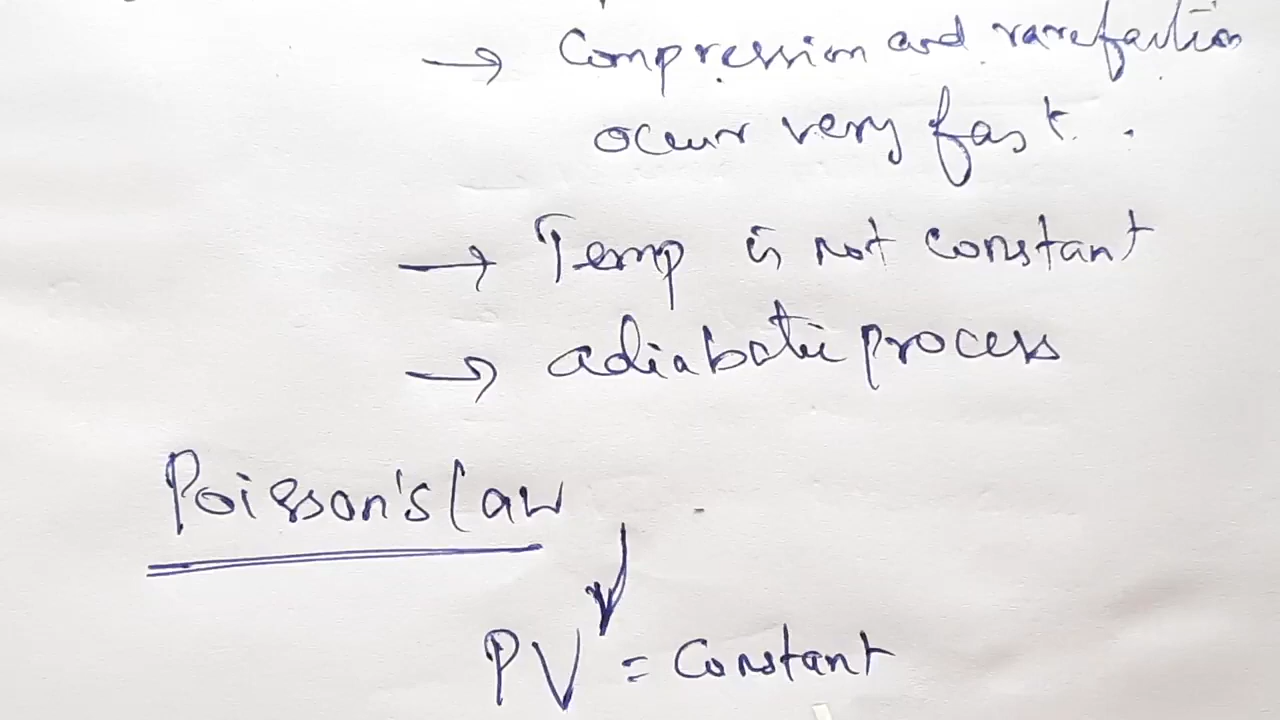 → Compression and rarefaction
occur very fast.
→ Temp is not constant
→ adiabatic process
Poisson's law
PV = Constant